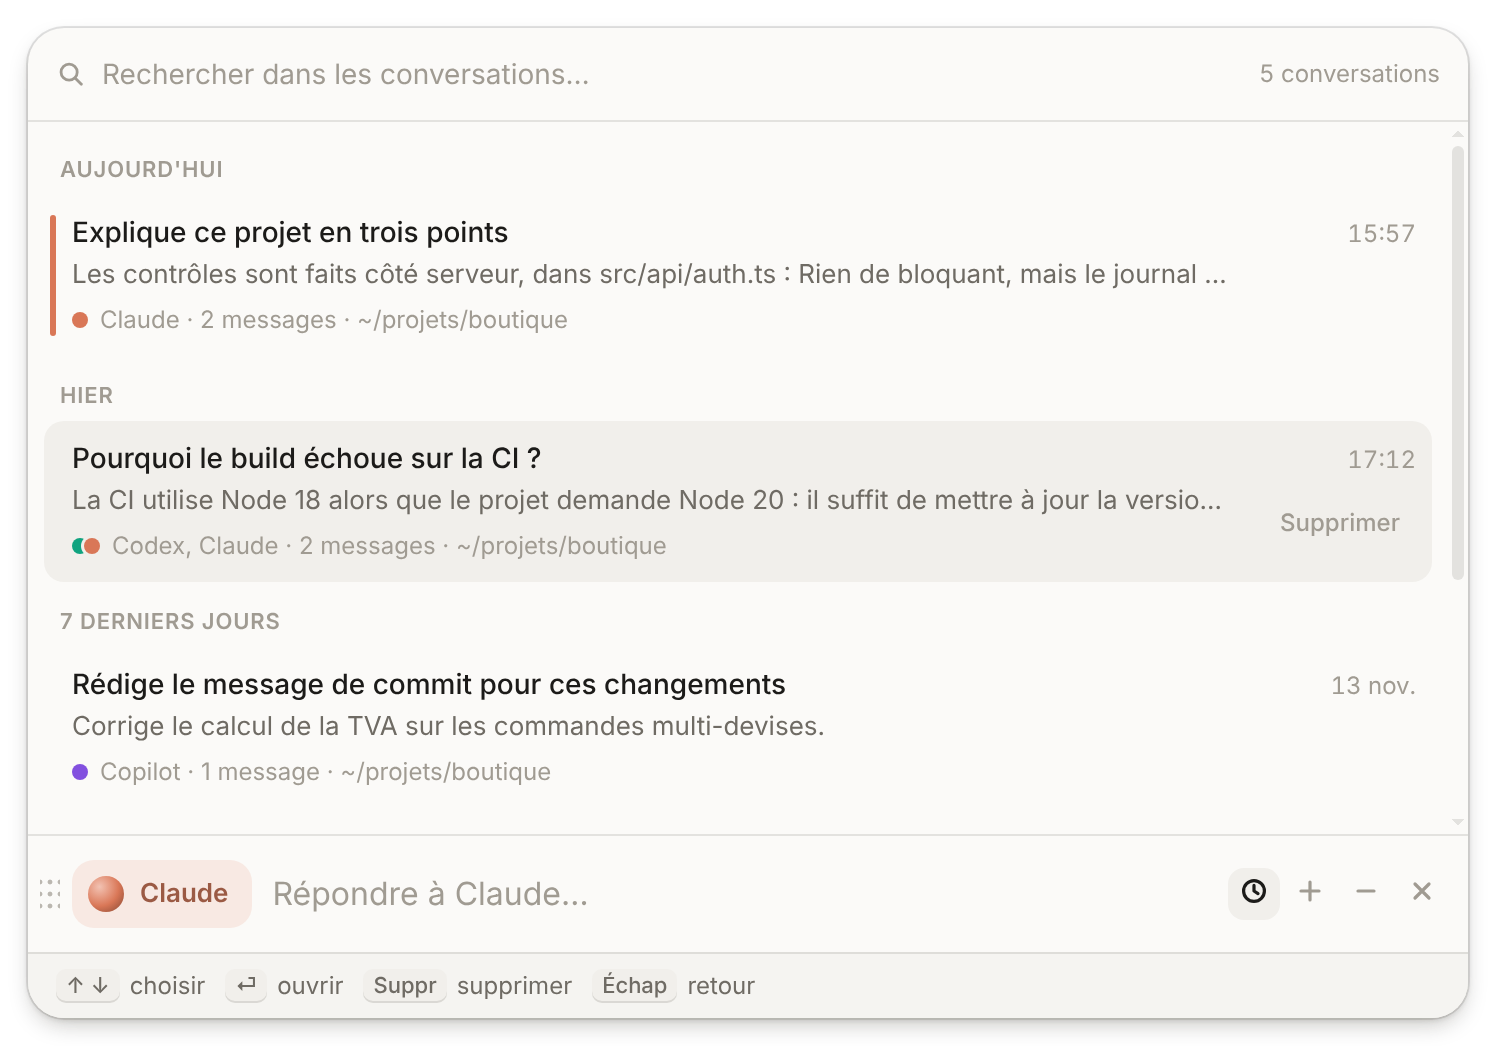 Rechercher dans les conversations...
5 conversations
AUJOURD'HUI
Explique ce projet en trois points
15:57
Les contrôles sont faits côté serveur, dans src/api/auth.ts : Rien de bloquant, mais le journal ...
Claude · 2 messages · ~/projets/boutique
HIER
Pourquoi le build échoue sur la CI ?
17:12
La CI utilise Node 18 alors que le projet demande Node 20 : il suffit de mettre à jour la versio...
Supprimer
Codex, Claude · 2 messages · ~/projets/boutique
7 DERNIERS JOURS
Rédige le message de commit pour ces changements
13 nov.
Corrige le calcul de la TVA sur les commandes multi-devises.
Copilot · 1 message · ~/projets/boutique
Claude
Répondre à Claude...
↑ ↓ choisir ↵ ouvrir Suppr supprimer Échap retour